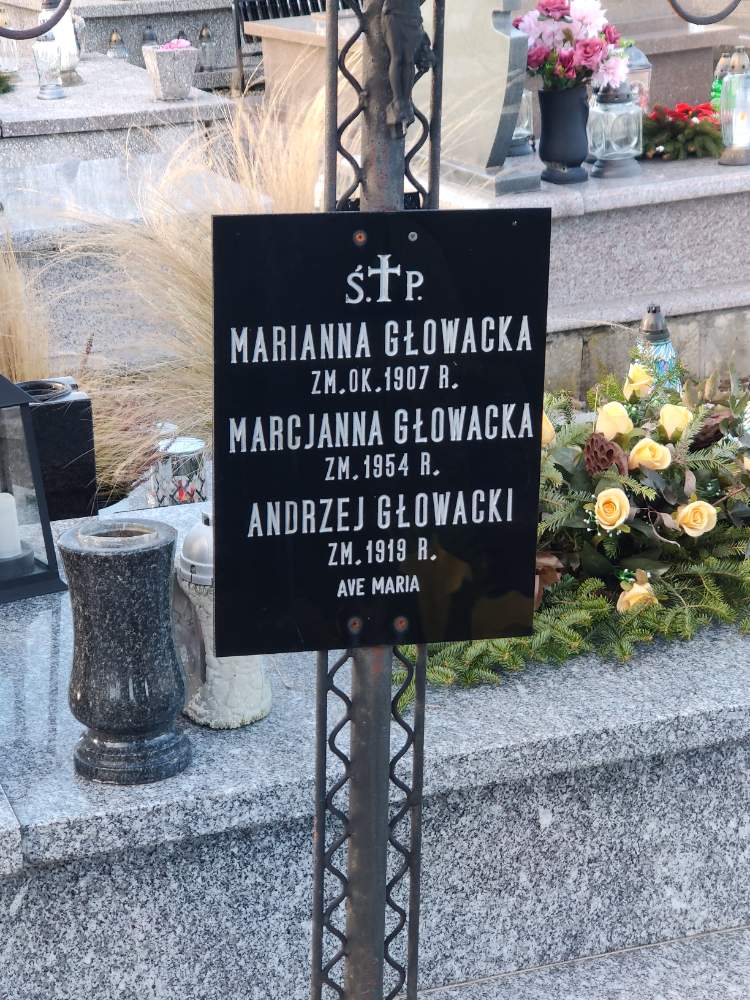 Ś.✝P.
MARIANNA GŁOWACKA
ZM.OK.1907 R.
MARCJANNA GŁOWACKA
ZM.1954 R.
ANDRZEJ GŁOWACKI
ZM.1919 R.
AVE MARIA